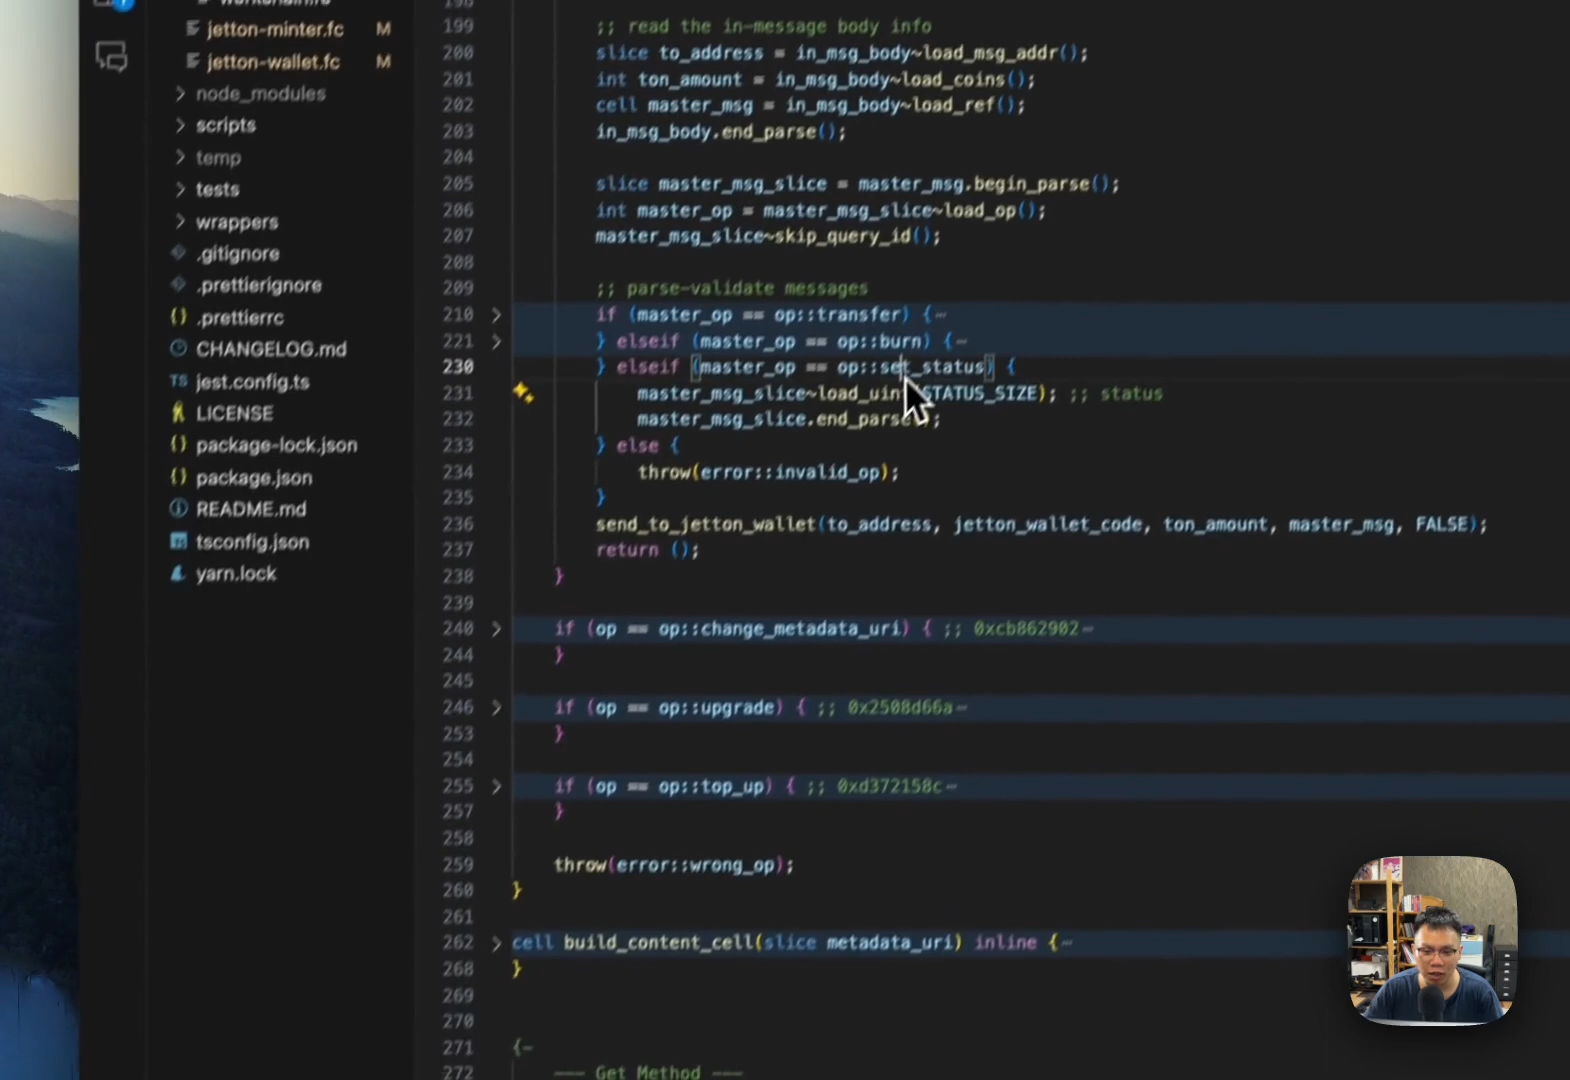 jetton-minter.fc M
jetton-wallet.fc M
node_modules
scripts
temp
tests
wrappers
.gitignore
.prettierignore
{} .prettierrc
CHANGELOG.md
TS jest.config.ts
LICENSE
{} package-lock.json
{} package.json
README.md
tsconfig.json
yarn.lock
198
199 ;; read the in-message body info
200 slice to_address = in_msg_body~load_msg_addr();
201 int ton_amount = in_msg_body~load_coins();
202 cell master_msg = in_msg_body~load_ref();
203 in_msg_body.end_parse();
204
205 slice master_msg_slice = master_msg.begin_parse();
206 int master_op = master_msg_slice~load_op();
207 master_msg_slice~skip_query_id();
208
209 ;; parse-validate messages
210 if (master_op == op::transfer) {
221 } elseif (master_op == op::burn) {
230 } elseif (master_op == op::set_status) {
231 master_msg_slice~load_uin STATUS_SIZE); ;; status
232 master_msg_slice.end_parse ;
233 } else {
234 throw(error::invalid_op);
235 }
236 send_to_jetton_wallet(to_address, jetton_wallet_code, ton_amount, master_msg, FALSE);
237 return ();
238 }
239
240 if (op == op::change_metadata_uri) { ;; 0xcb862902
244 }
245
246 if (op == op::upgrade) { ;; 0x2508d66a
253 }
254
255 if (op == op::top_up) { ;; 0xd372158c
257 }
258
259 throw(error::wrong_op);
260 }
261
262 cell build_content_cell(slice metadata_uri) inline {
268 }
269
270
271 {-
272 --- Get Method ---